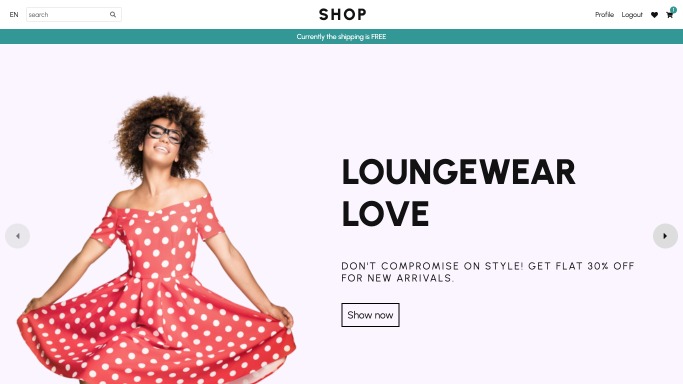 EN
search
SHOP
Profile
Logout
1
Currently the shipping is FREE
LOUNGEWEAR
LOVE
DON'T COMPROMISE ON STYLE! GET FLAT 30% OFF
FOR NEW ARRIVALS.
Show now